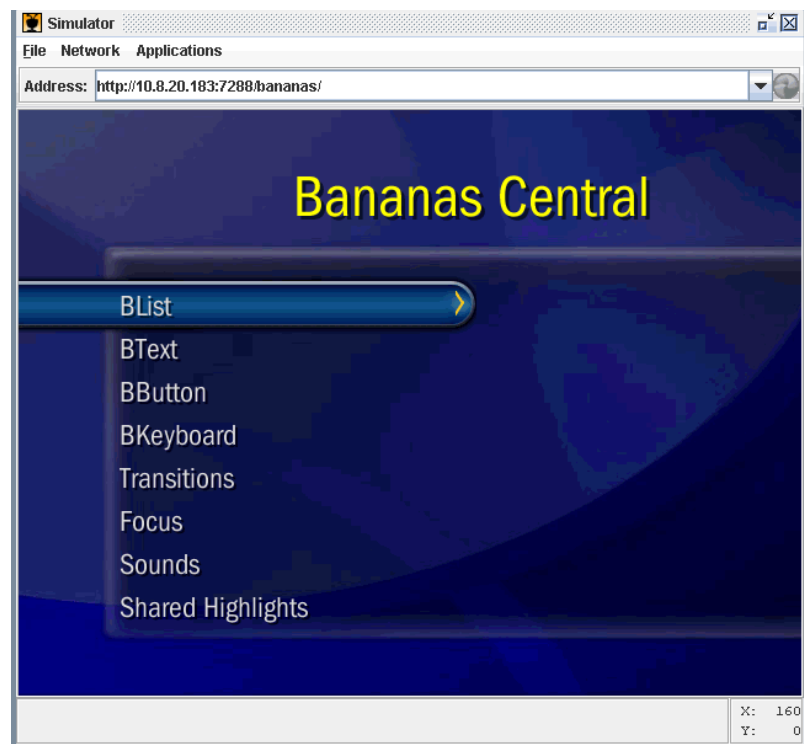 Simulator
File Network Applications
Address: http://10.8.20.183:7288/bananas/
Bananas Central
BList
BText
BButton
BKeyboard
Transitions
Focus
Sounds
Shared Highlights
X: 160
Y: 0